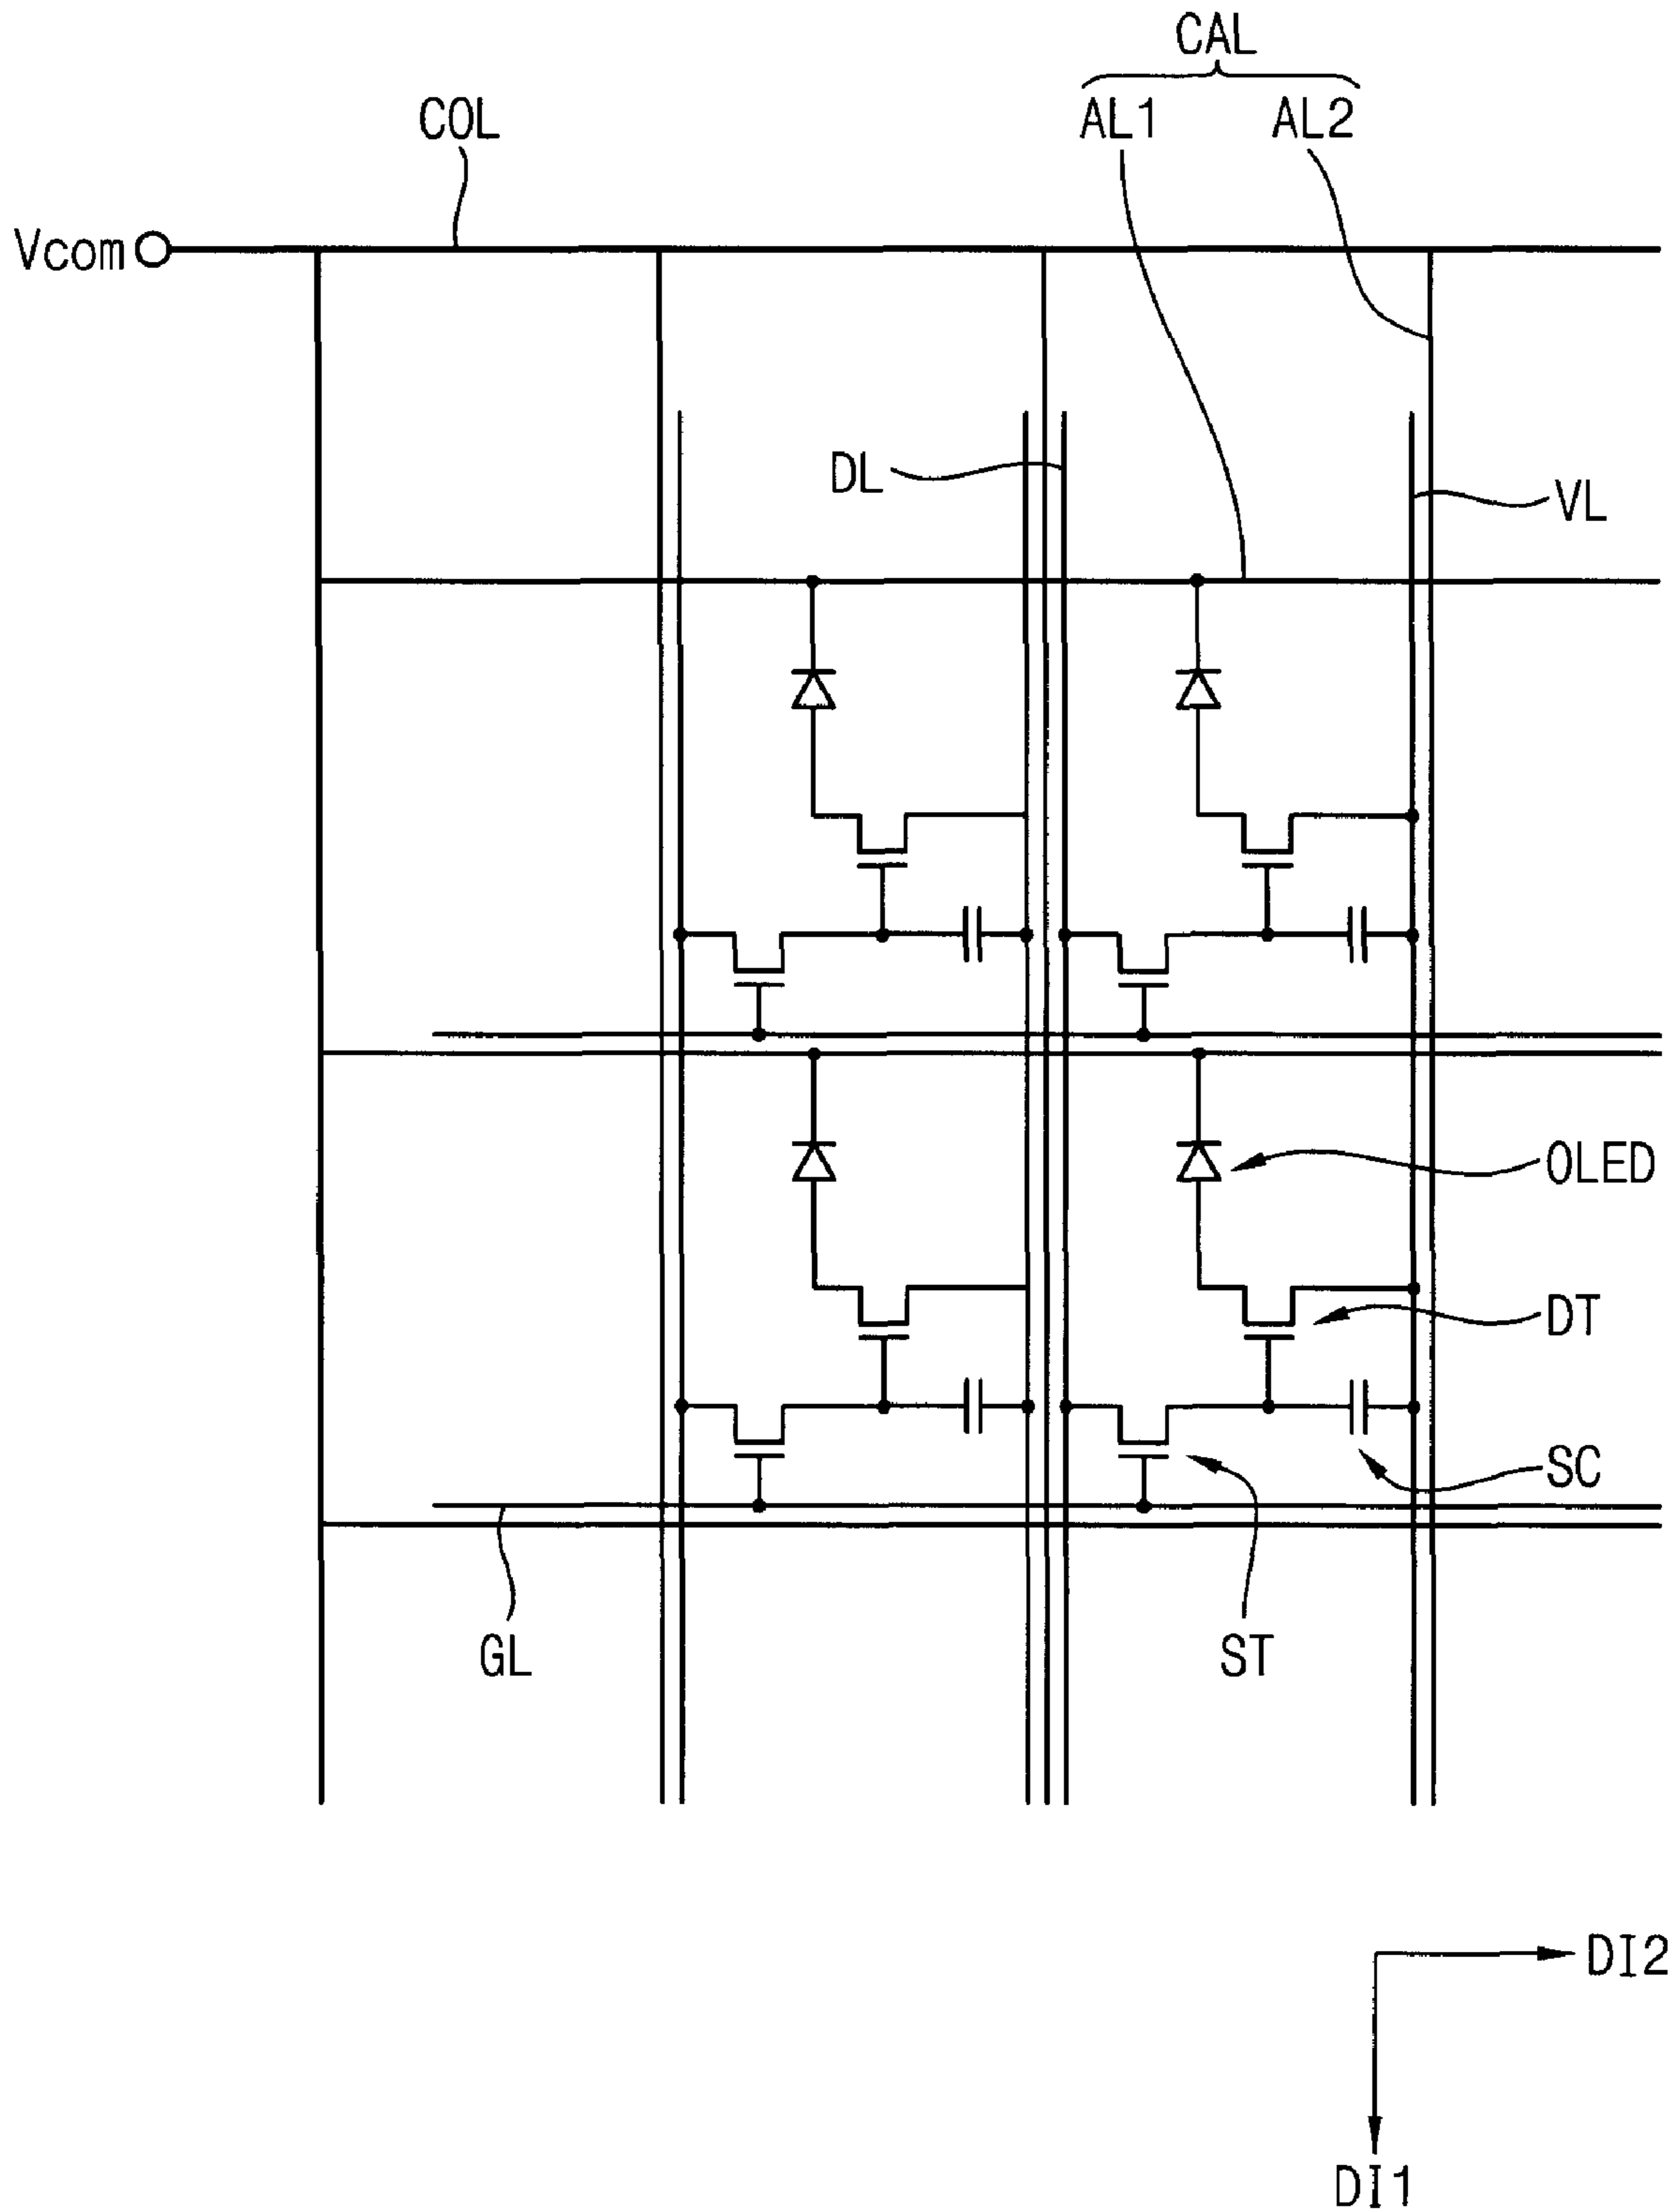 CAL
COL
AL1
AL2
Vcom
DL
VL
OLED
DT
SC
GL
ST
DI2
DI1